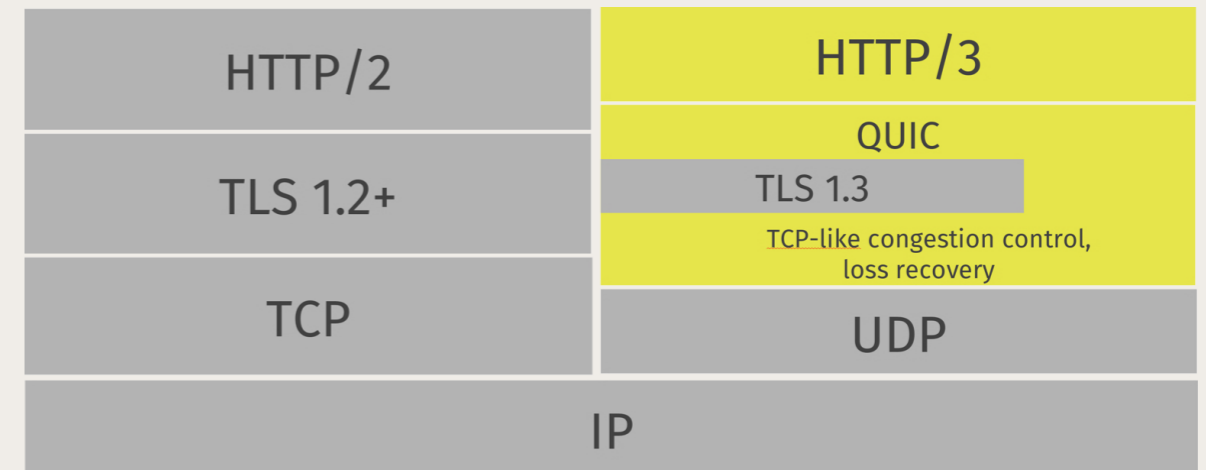 HTTP/2
TLS 1.2+
TCP
HTTP/3
QUIC
TLS 1.3
TCP-like congestion control,
loss recovery
UDP
IP